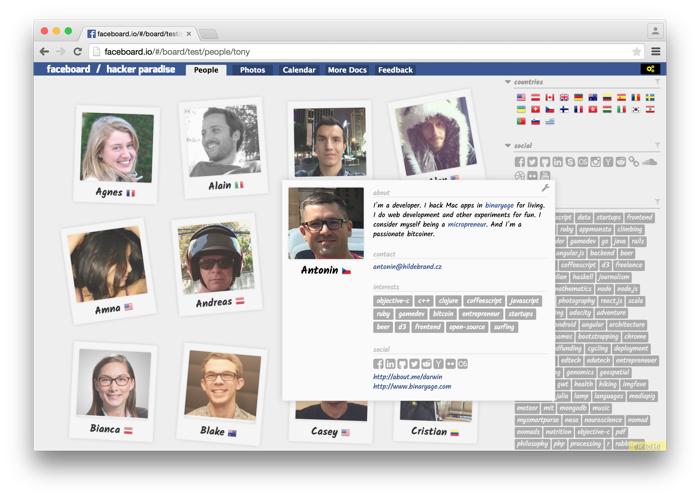 faceboard.io/#/board/test/
faceboard.io/#/board/test/people/tony
faceboard / hacker paradise
People
Photos
Calendar
More Docs
Feedback
countries
social
Agnes
Alain
Amna
Andreas
Bianca
Blake
Casey
Cristian
Antonin
about
I'm a developer. I hack Mac apps in binaryage for living.
I do web development and other experiments for fun. I
consider myself being a micropreneur. And I'm a
passionate bitcoiner.
contact
antonin@hildebrand.cz
interests
objective-c c++ clojure coffeescript javascript
ruby gamedev bitcoin entrepreneur startups
beer d3 frontend open-source surfing
social
http://about.me/darwin
http://www.binaryage.com
data startups frontend
ruby appmonsta climbing
gamedev go java rails
angular.js backend beer
coffeescript d3 freelance
haskell journalism
node node.js
photography react.js scala
udacity adventure
android angular architecture
bootstrapping chrome
cycling deployment
edtech udutech entrepreneur
genomics geospatial
gwt health hiking imgfave
julia lamp languages mediapig
meteor mit mongodb music
mysmartpurse nasa neuroscience nomad
nomads nutrition objective-c pdf
philosophy php processing r